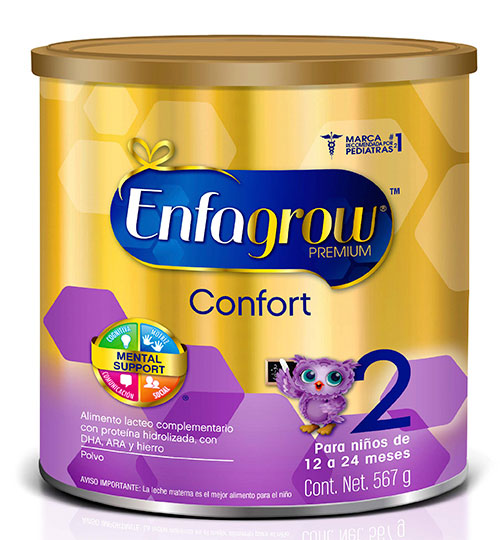 MARCA #1
RECOMENDADA POR
PEDIATRAS
Enfagrow® ™
PREMIUM
Confort
COGNITIVA MOTRIZ
MENTAL
SUPPORT
COMUNICACIÓN SOCIAL
®
2
Alimento lacteo complementario
con proteína hidrolizada, con
DHA, ARA y hierro
Polvo
Para niños de
12 a 24 meses
Cont. Net. 567 g
AVISO IMPORTANTE: La leche materna es el mejor alimento para el niño